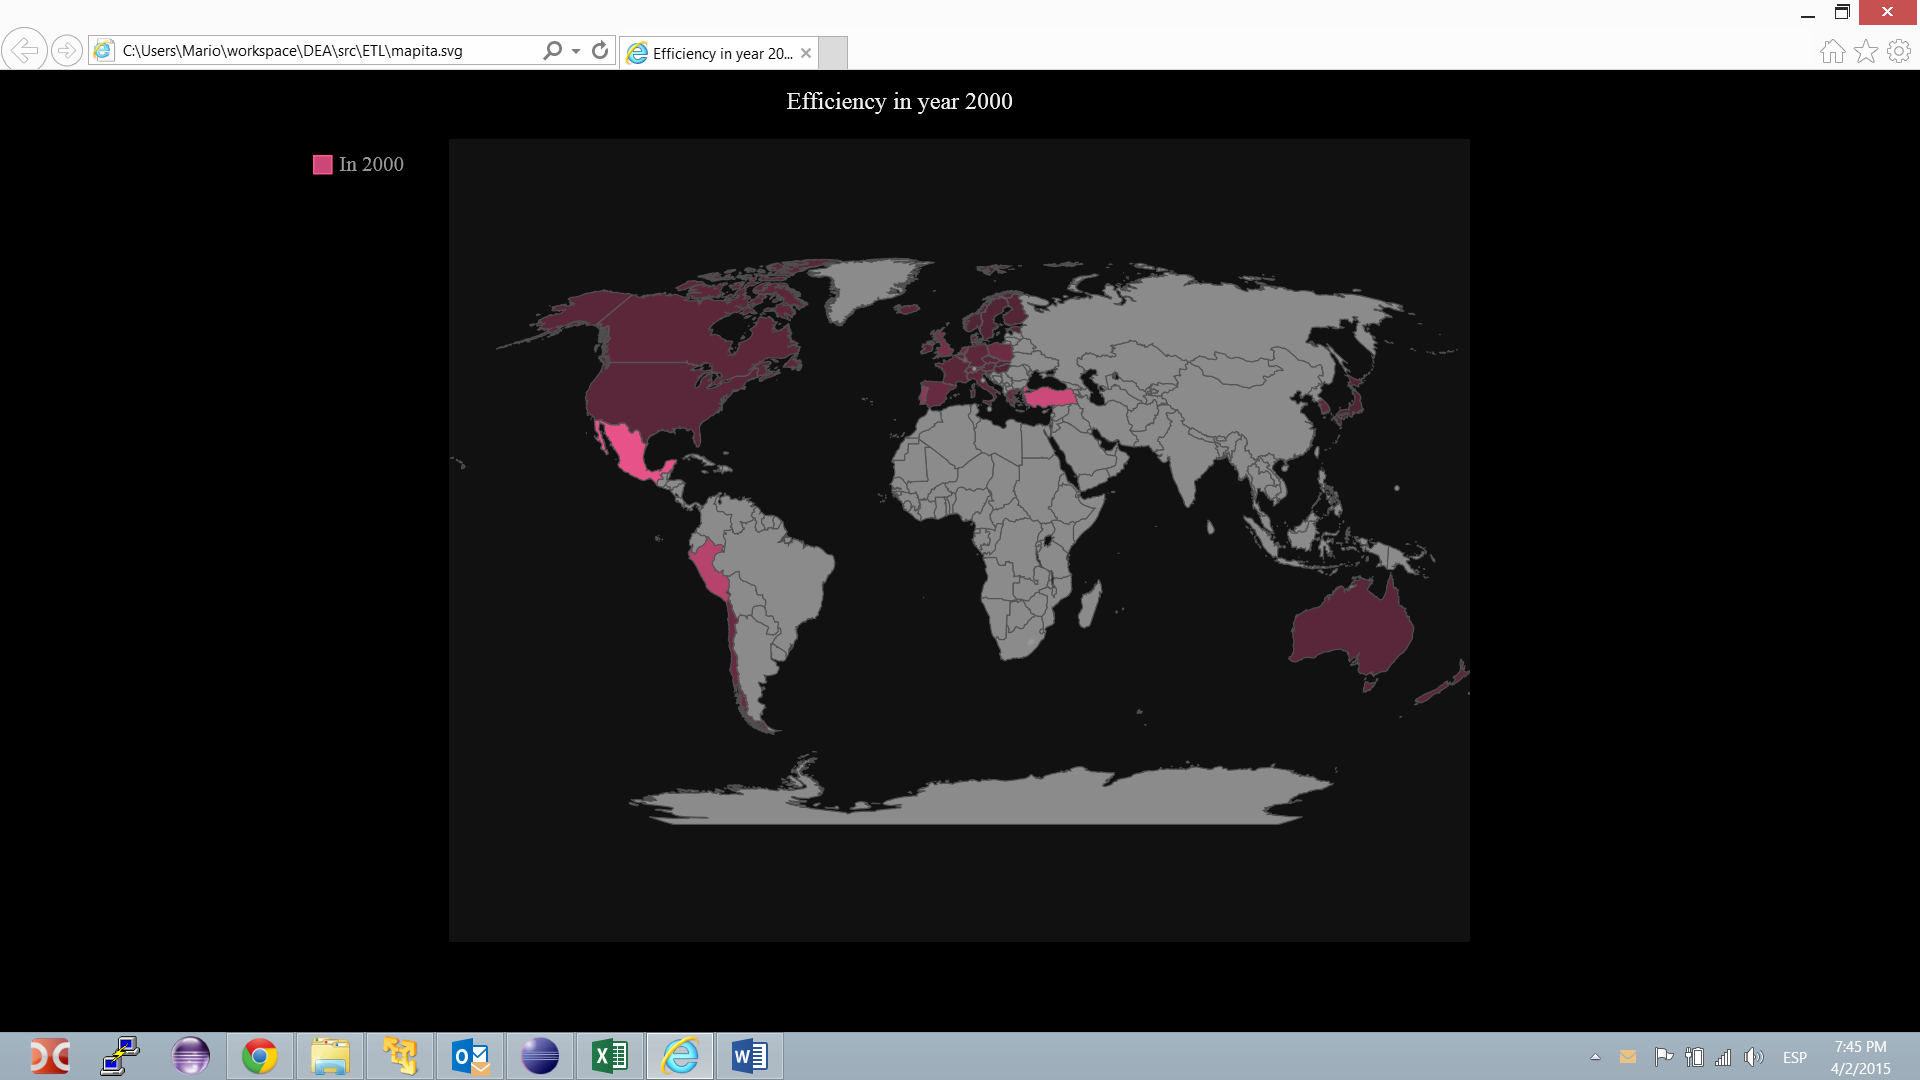 C:\Users\Mario\workspace\DEA\src\ETL\mapita.svg
Efficiency in year 20...
Efficiency in year 2000
In 2000
ESP
7:45 PM
4/2/2015